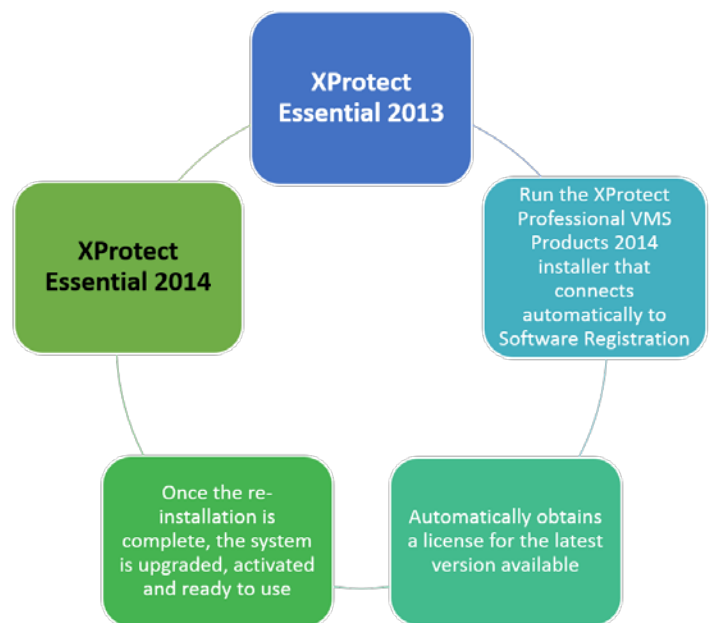 XProtect
Essential 2013
Run the XProtect
Professional VMS
Products 2014
installer that
connects
automatically to
Software Registration
Automatically obtains
a license for the latest
version available
Once the re-
installation is
complete, the system
is upgraded, activated
and ready to use
XProtect
Essential 2014